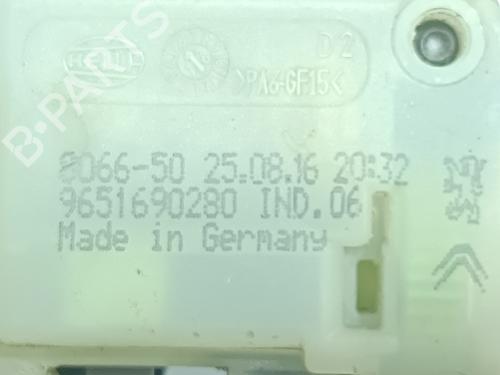 HELLA
D2
>PA6-GF15<
8066-50 25.08.16 20:32
9651690280 IND.06
Made in Germany
B-PARTS